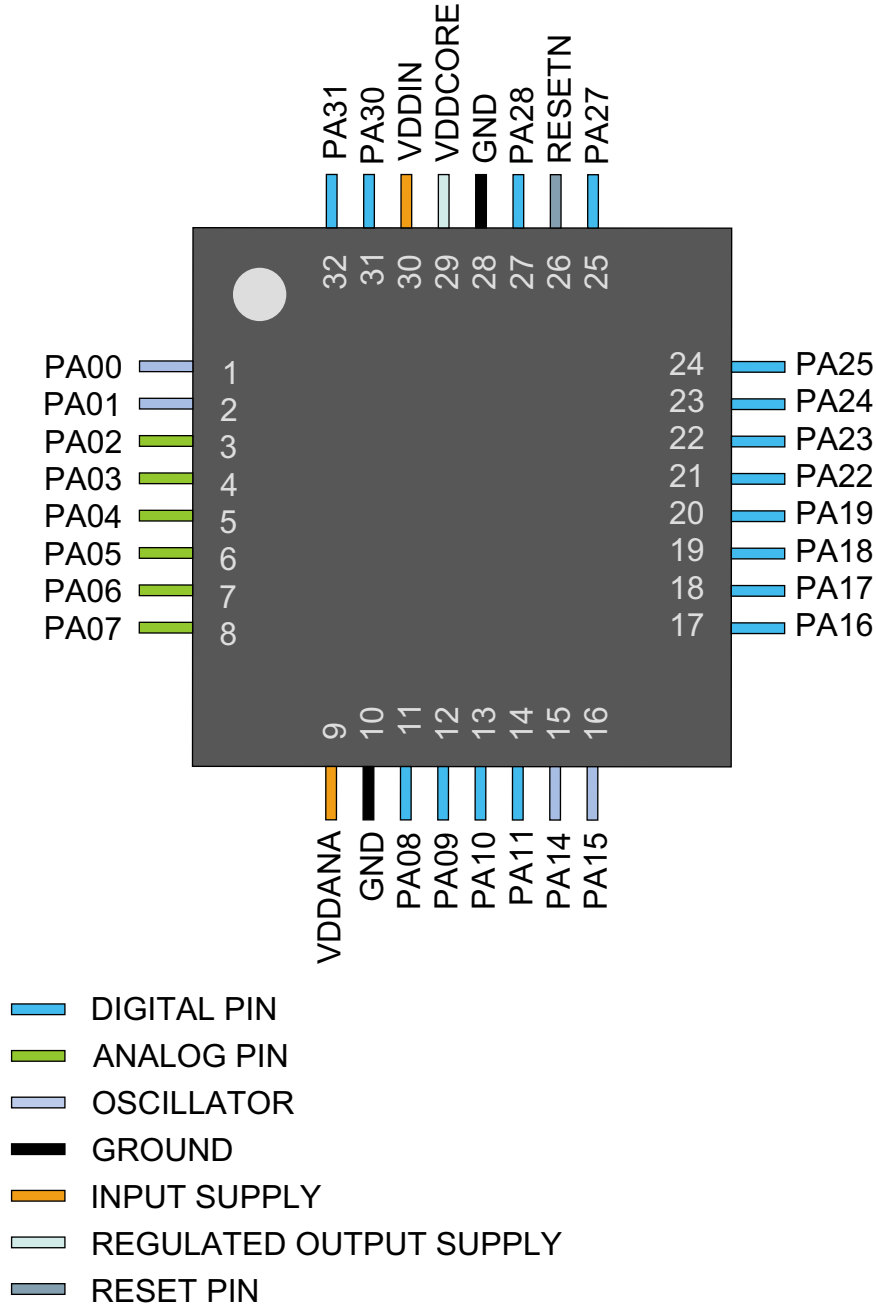 PA31
PA30
VDDIN
VDDCORE
GND
PA28
RESETN
PA27
32
31
30
29
28
27
26
25
PA00
1
PA01
2
PA02
3
PA03
4
PA04
5
PA05
6
PA06
7
PA07
8
24
PA25
23
PA24
22
PA23
21
PA22
20
PA19
19
PA18
18
PA17
17
PA16
9
10
11
12
13
14
15
16
VDDANA
GND
PA08
PA09
PA10
PA11
PA14
PA15
DIGITAL PIN
ANALOG PIN
OSCILLATOR
GROUND
INPUT SUPPLY
REGULATED OUTPUT SUPPLY
RESET PIN